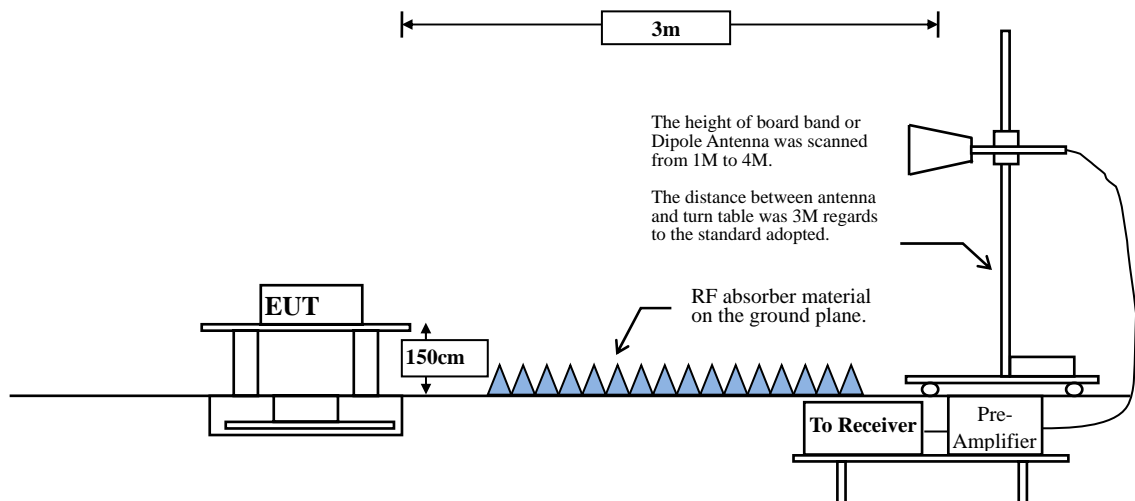 3m
The height of board band or
Dipole Antenna was scanned
from 1M to 4M.
The distance between antenna
and turn table was 3M regards
to the standard adopted.
EUT
RF absorber material
on the ground plane.
150cm
To Receiver
Pre-
Amplifier